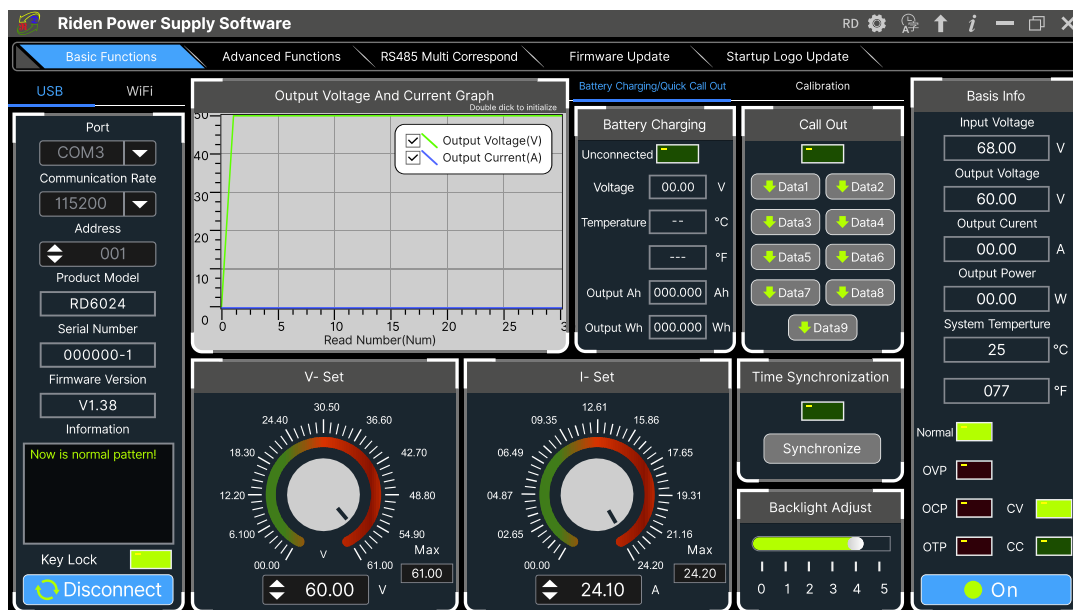 Riden Power Supply Software
RD
Basic Functions
Advanced Functions
RS485 Multi Correspond
Firmware Update
Startup Logo Update
USB
WiFi
Port
COM3
Communication Rate
115200
Address
001
Product Model
RD6024
Serial Number
000000-1
Firmware Version
V1.38
Information
Now is normal pattern!
Key Lock
Disconnect
Output Voltage And Current Graph
Double dick to initialize
Output Voltage(V)
Output Current(A)
50
40
30
20
10
0
0 5 10 15 20 25 3
Read Number(Num)
Battery Charging/Quick Call Out
Calibration
Battery Charging
Unconnected
Voltage 00.00 V
Temperature -- °C
--- °F
Output Ah 000.000 Ah
Output Wh 000.000 Wh
Call Out
Data1 Data2
Data3 Data4
Data5 Data6
Data7 Data8
Data9
V- Set
00.00
6.100
12.20
18.30
24.40
30.50
36.60
42.70
48.80
54.90
61.00
V
Max
61.00
60.00 V
I- Set
00.00
02.65
04.87
06.49
09.35
12.61
15.86
17.65
19.31
21.16
24.20
A
Max
24.20
24.10 A
Time Synchronization
Synchronize
Backlight Adjust
0 1 2 3 4 5
Basis Info
Input Voltage
68.00 V
Output Voltage
60.00 V
Output Curent
00.00 A
Output Power
00.00 W
System Temperture
25 °C
077 °F
Normal
OVP
OCP CV
OTP CC
On